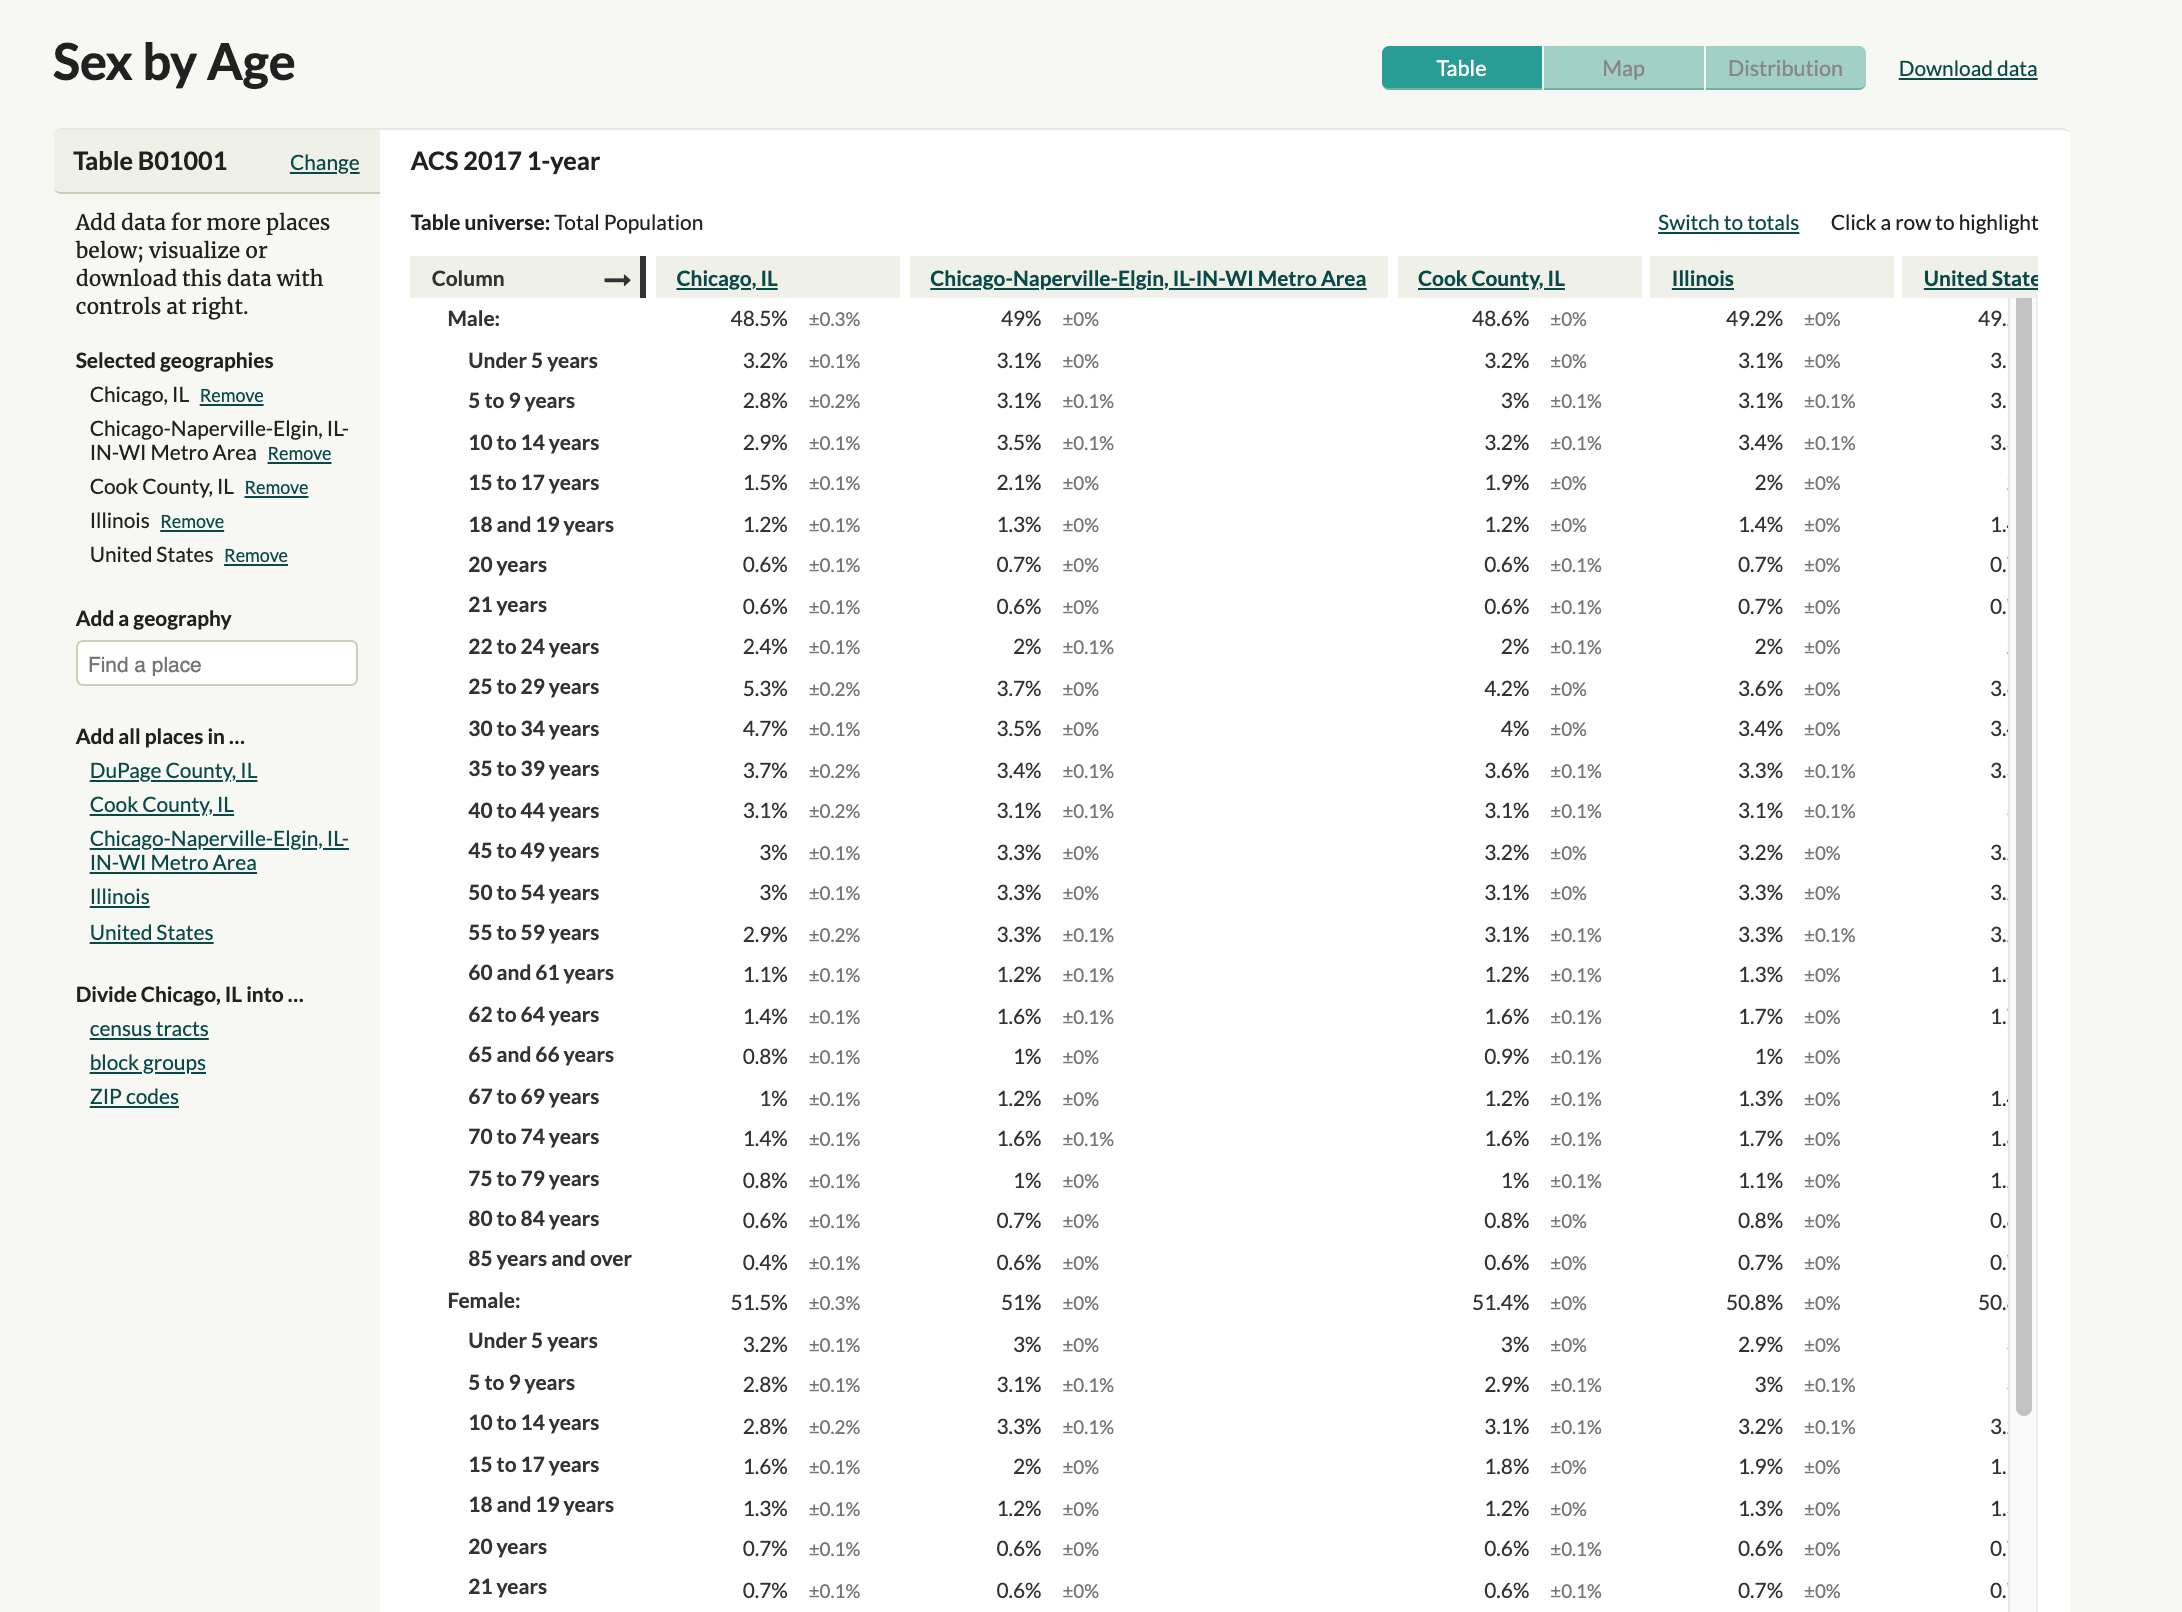 Sex by Age
Table Map Distribution Download data
Table B01001 Change
Add data for more places
below; visualize or
download this data with
controls at right.
Selected geographies
Chicago, IL Remove
Chicago-Naperville-Elgin, IL-
IN-WI Metro Area Remove
Cook County, IL Remove
Illinois Remove
United States Remove
Add a geography
Find a place
Add all places in ...
DuPage County, IL
Cook County, IL
Chicago-Naperville-Elgin, IL-
IN-WI Metro Area
Illinois
United States
Divide Chicago, IL into ...
census tracts
block groups
ZIP codes
ACS 2017 1-year
Table universe: Total Population Switch to totals Click a row to highlight
Column → Chicago, IL Chicago-Naperville-Elgin, IL-IN-WI Metro Area Cook County, IL Illinois United State
Male: 48.5% ±0.3% 49% ±0% 48.6% ±0% 49.2% ±0% 49.
Under 5 years 3.2% ±0.1% 3.1% ±0% 3.2% ±0% 3.1% ±0% 3.
5 to 9 years 2.8% ±0.2% 3.1% ±0.1% 3% ±0.1% 3.1% ±0.1% 3.
10 to 14 years 2.9% ±0.1% 3.5% ±0.1% 3.2% ±0.1% 3.4% ±0.1% 3.
15 to 17 years 1.5% ±0.1% 2.1% ±0% 1.9% ±0% 2% ±0%
18 and 19 years 1.2% ±0.1% 1.3% ±0% 1.2% ±0% 1.4% ±0% 1.
20 years 0.6% ±0.1% 0.7% ±0% 0.6% ±0.1% 0.7% ±0% 0.
21 years 0.6% ±0.1% 0.6% ±0% 0.6% ±0.1% 0.7% ±0% 0.
22 to 24 years 2.4% ±0.1% 2% ±0.1% 2% ±0.1% 2% ±0%
25 to 29 years 5.3% ±0.2% 3.7% ±0% 4.2% ±0% 3.6% ±0% 3.
30 to 34 years 4.7% ±0.1% 3.5% ±0% 4% ±0% 3.4% ±0% 3.
35 to 39 years 3.7% ±0.2% 3.4% ±0.1% 3.6% ±0.1% 3.3% ±0.1% 3.
40 to 44 years 3.1% ±0.2% 3.1% ±0.1% 3.1% ±0.1% 3.1% ±0.1%
45 to 49 years 3% ±0.1% 3.3% ±0% 3.2% ±0% 3.2% ±0% 3.
50 to 54 years 3% ±0.1% 3.3% ±0% 3.1% ±0% 3.3% ±0% 3.
55 to 59 years 2.9% ±0.2% 3.3% ±0.1% 3.1% ±0.1% 3.3% ±0.1% 3.
60 and 61 years 1.1% ±0.1% 1.2% ±0.1% 1.2% ±0.1% 1.3% ±0% 1.
62 to 64 years 1.4% ±0.1% 1.6% ±0.1% 1.6% ±0.1% 1.7% ±0% 1.
65 and 66 years 0.8% ±0.1% 1% ±0% 0.9% ±0.1% 1% ±0%
67 to 69 years 1% ±0.1% 1.2% ±0% 1.2% ±0.1% 1.3% ±0% 1.
70 to 74 years 1.4% ±0.1% 1.6% ±0.1% 1.6% ±0.1% 1.7% ±0% 1.
75 to 79 years 0.8% ±0.1% 1% ±0% 1% ±0.1% 1.1% ±0% 1.
80 to 84 years 0.6% ±0.1% 0.7% ±0% 0.8% ±0% 0.8% ±0% 0.
85 years and over 0.4% ±0.1% 0.6% ±0% 0.6% ±0% 0.7% ±0% 0.
Female: 51.5% ±0.3% 51% ±0% 51.4% ±0% 50.8% ±0% 50.
Under 5 years 3.2% ±0.1% 3% ±0% 3% ±0% 2.9% ±0%
5 to 9 years 2.8% ±0.1% 3.1% ±0.1% 2.9% ±0.1% 3% ±0.1%
10 to 14 years 2.8% ±0.2% 3.3% ±0.1% 3.1% ±0.1% 3.2% ±0.1% 3.
15 to 17 years 1.6% ±0.1% 2% ±0% 1.8% ±0% 1.9% ±0% 1.
18 and 19 years 1.3% ±0.1% 1.2% ±0% 1.2% ±0% 1.3% ±0% 1.
20 years 0.7% ±0.1% 0.6% ±0% 0.6% ±0.1% 0.6% ±0% 0.
21 years 0.7% ±0.1% 0.6% ±0% 0.6% ±0.1% 0.7% ±0% 0.